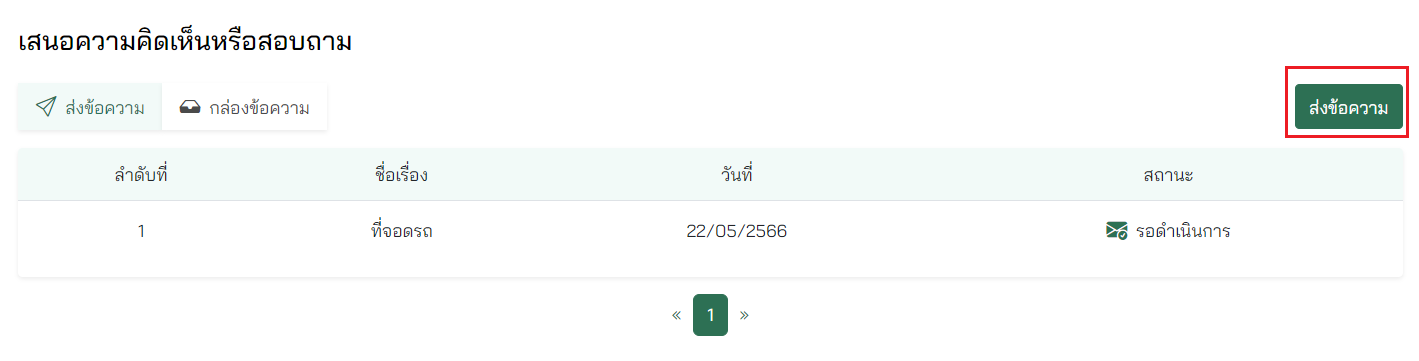 เสนอความคิดเห็นหรือสอบถาม
ส่งข้อความ กล่องข้อความ ส่งข้อความ
ลำดับที่ ชื่อเรื่อง วันที่ สถานะ
1 ที่จอดรถ 22/05/2566 รอดำเนินการ
« 1 »